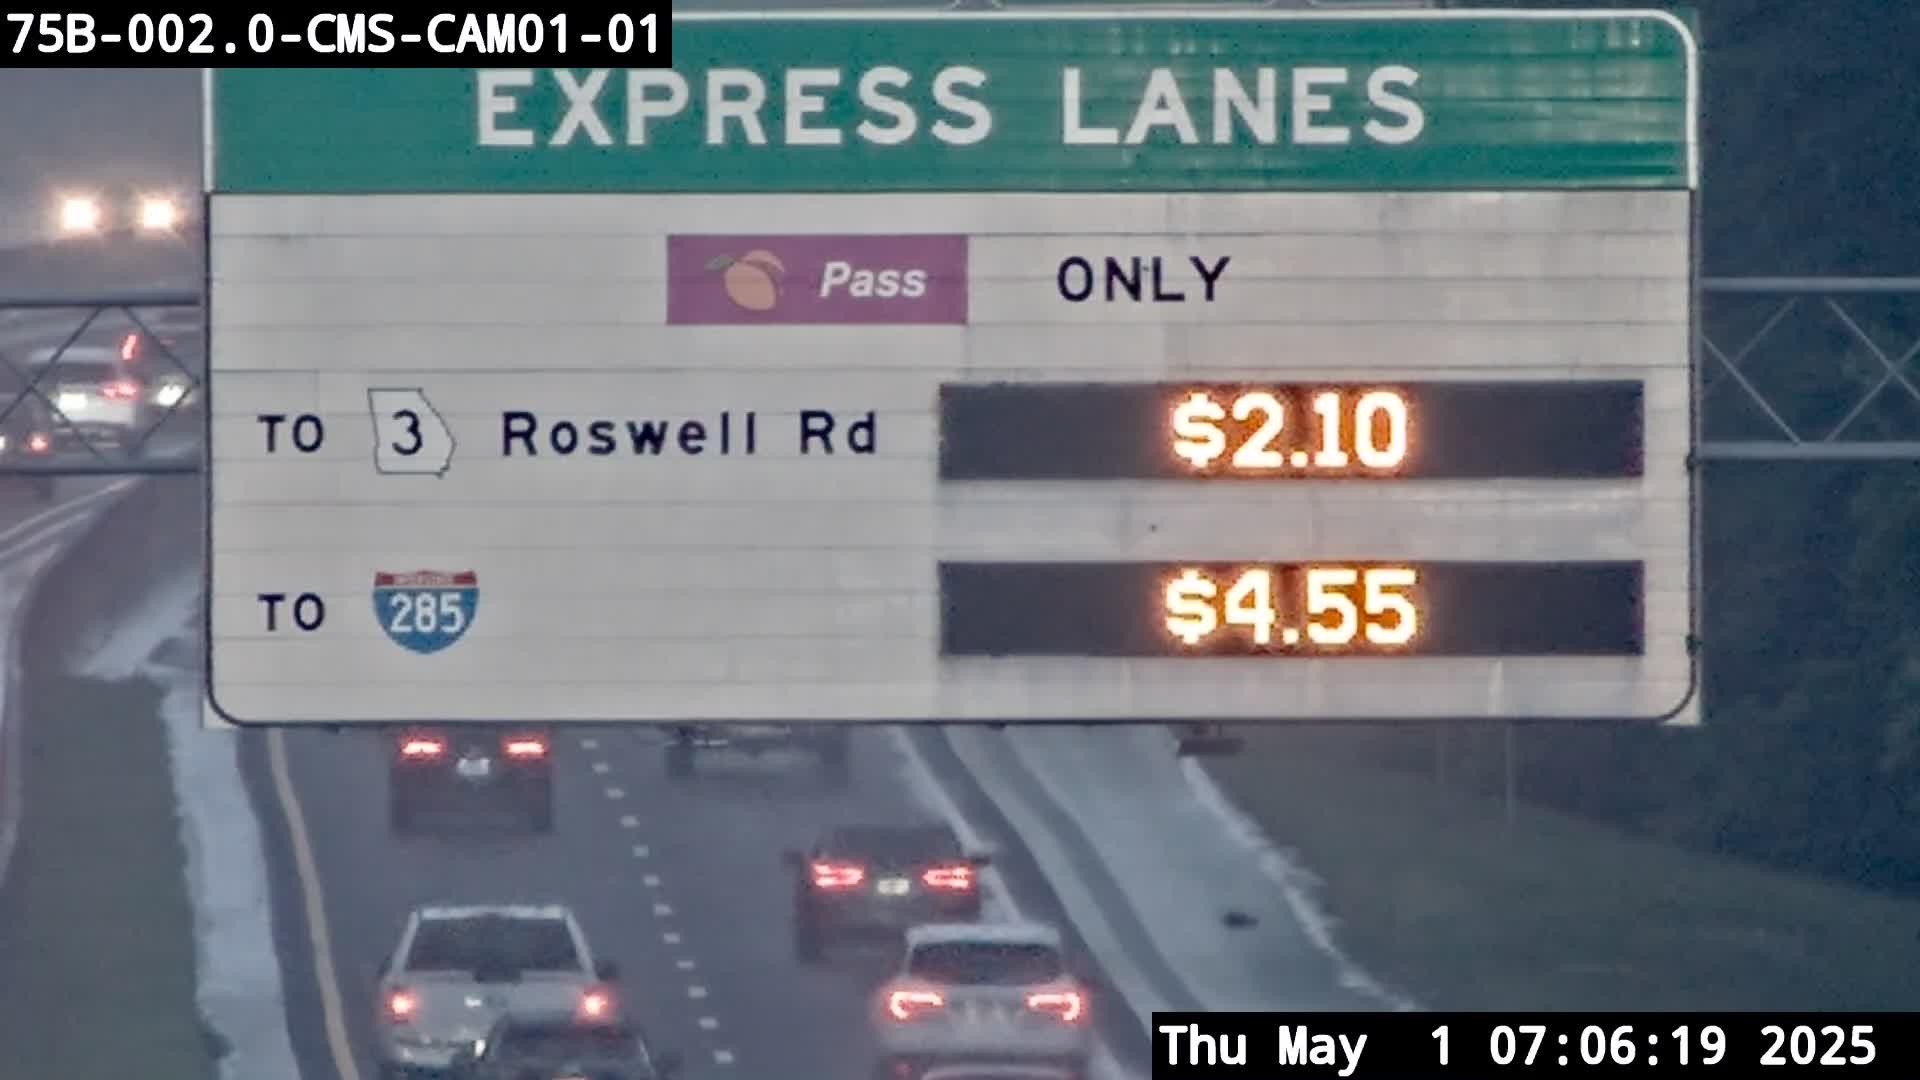 75B-002.0-CMS-CAM01-01
EXPRESS LANES
Pass ONLY
TO 3 Roswell Rd $2.10
TO INTERSTATE 285 $4.55
Thu May 1 07:06:19 2025